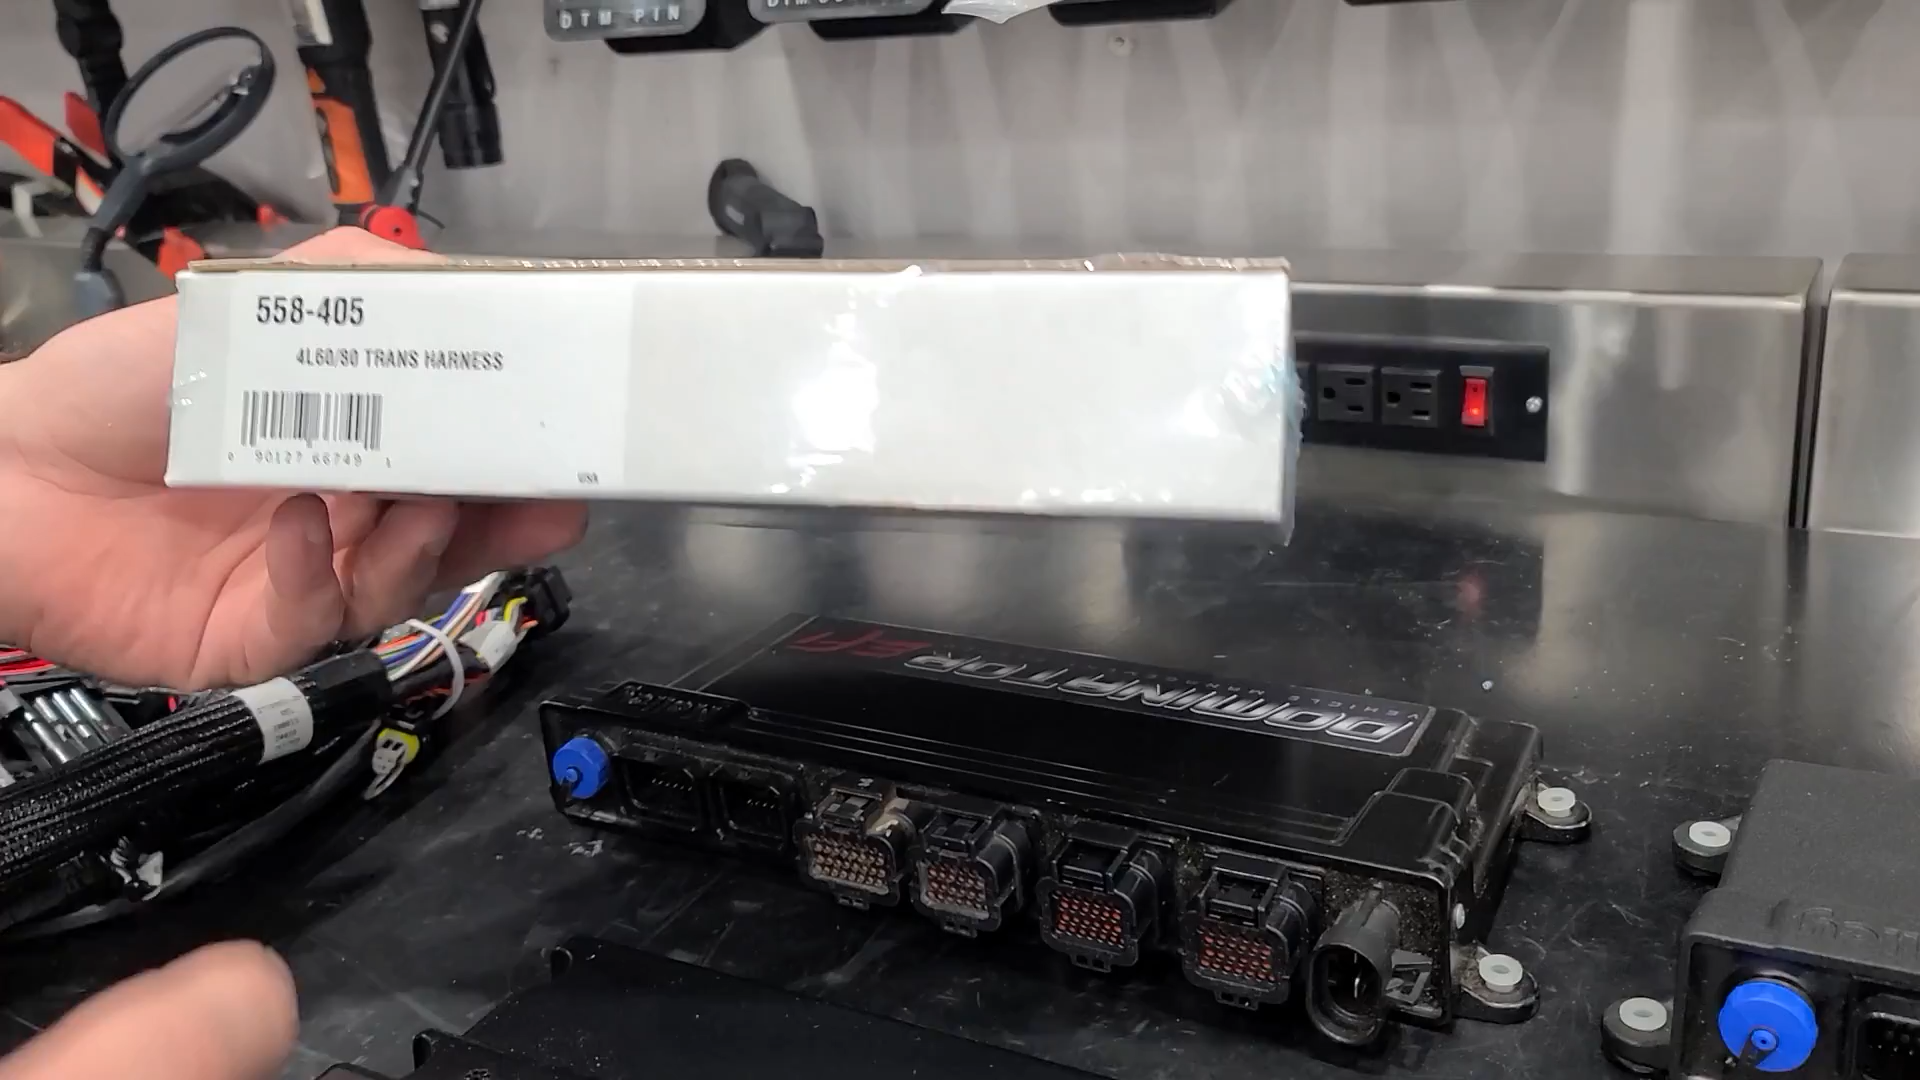 DTM PIN
558-405
4L60/80 TRANS HARNESS
0 90127 66749 1
USA
DOMINATOR EFI